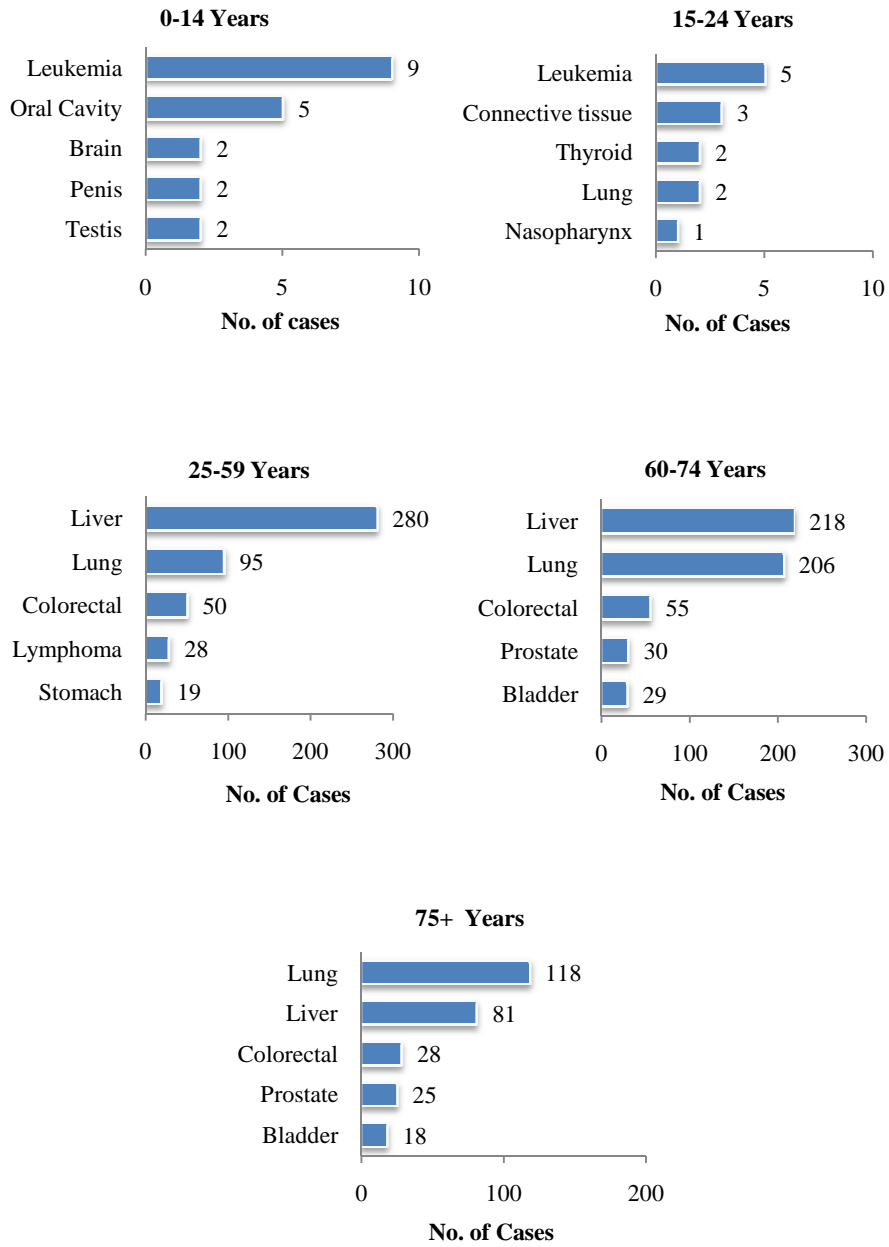 0-14 Years
Leukemia 9
Oral Cavity 5
Brain 2
Penis 2
Testis 2
0 5 10
No. of cases
15-24 Years
Leukemia 5
Connective tissue 3
Thyroid 2
Lung 2
Nasopharynx 1
0 5 10
No. of Cases
25-59 Years
Liver 280
Lung 95
Colorectal 50
Lymphoma 28
Stomach 19
0 100 200 300
No. of Cases
60-74 Years
Liver 218
Lung 206
Colorectal 55
Prostate 30
Bladder 29
0 100 200 300
No. of Cases
75+ Years
Lung 118
Liver 81
Colorectal 28
Prostate 25
Bladder 18
0 100 200
No. of Cases